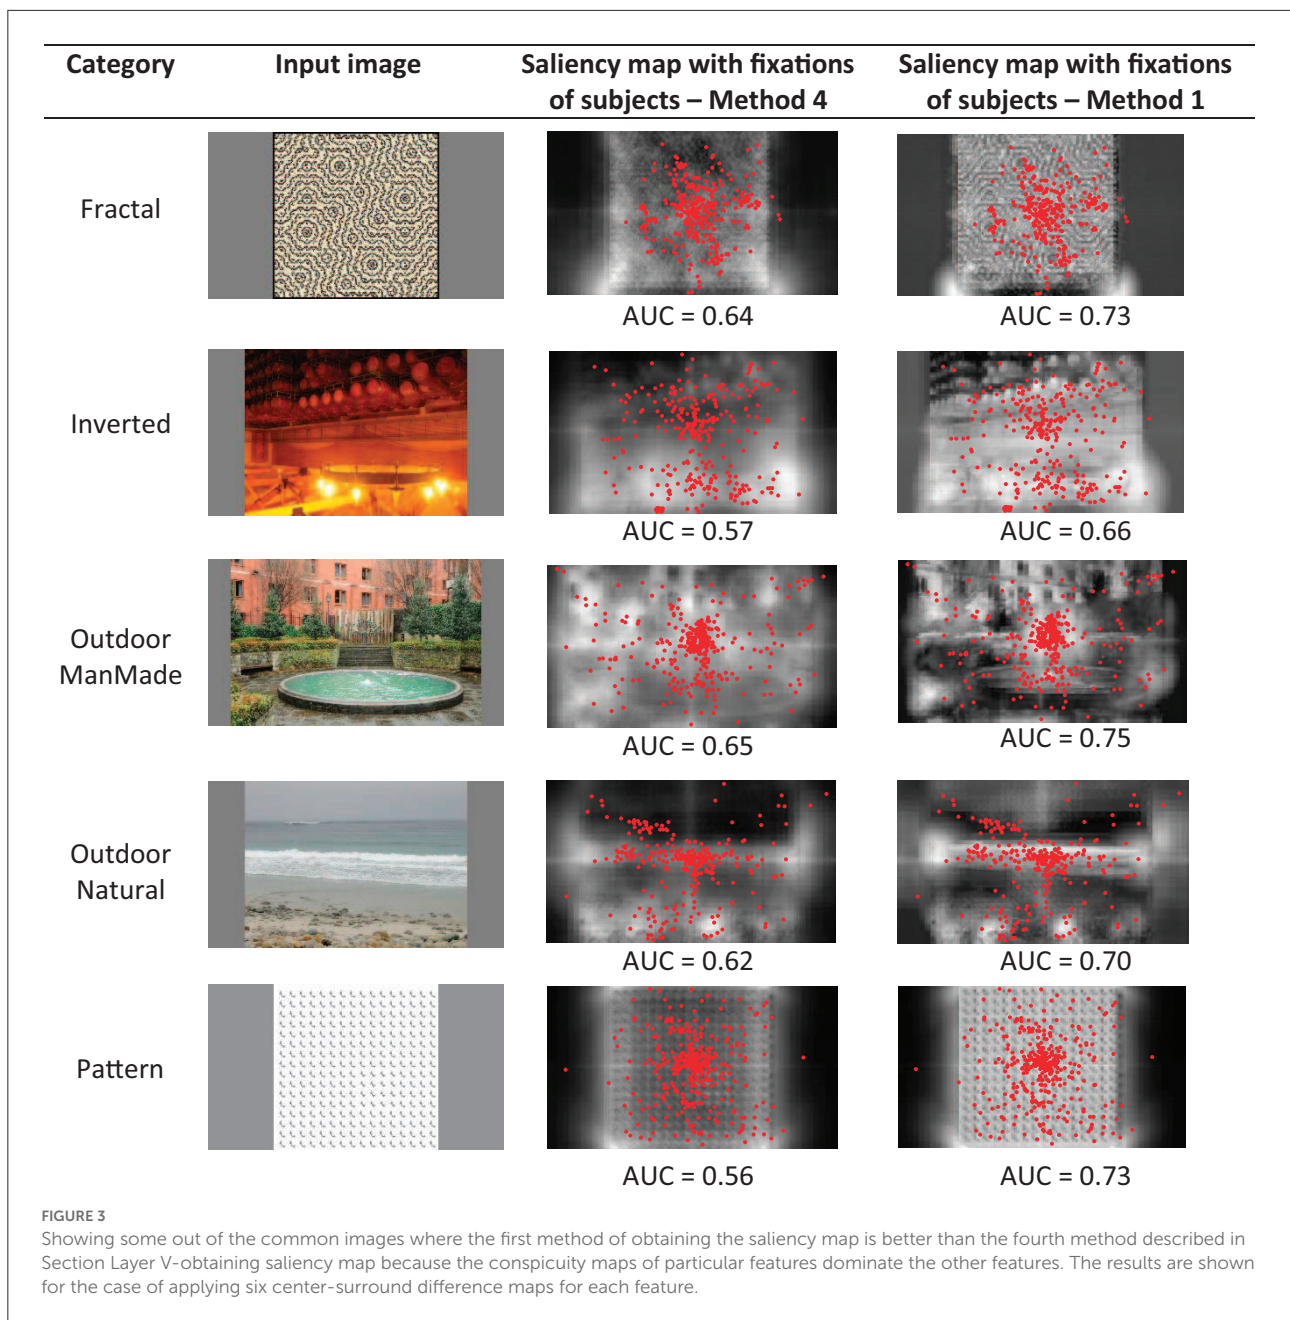 Category Input image Saliency map with fixations of subjects – Method 4 Saliency map with fixations of subjects – Method 1
Fractal
AUC = 0.64 AUC = 0.73
Inverted
AUC = 0.57 AUC = 0.66
Outdoor
ManMade
AUC = 0.65 AUC = 0.75
Outdoor
Natural
AUC = 0.62 AUC = 0.70
Pattern
AUC = 0.56 AUC = 0.73
FIGURE 3
Showing some out of the common images where the first method of obtaining the saliency map is better than the fourth method described in
Section Layer V-obtaining saliency map because the conspicuity maps of particular features dominate the other features. The results are shown
for the case of applying six center-surround difference maps for each feature.